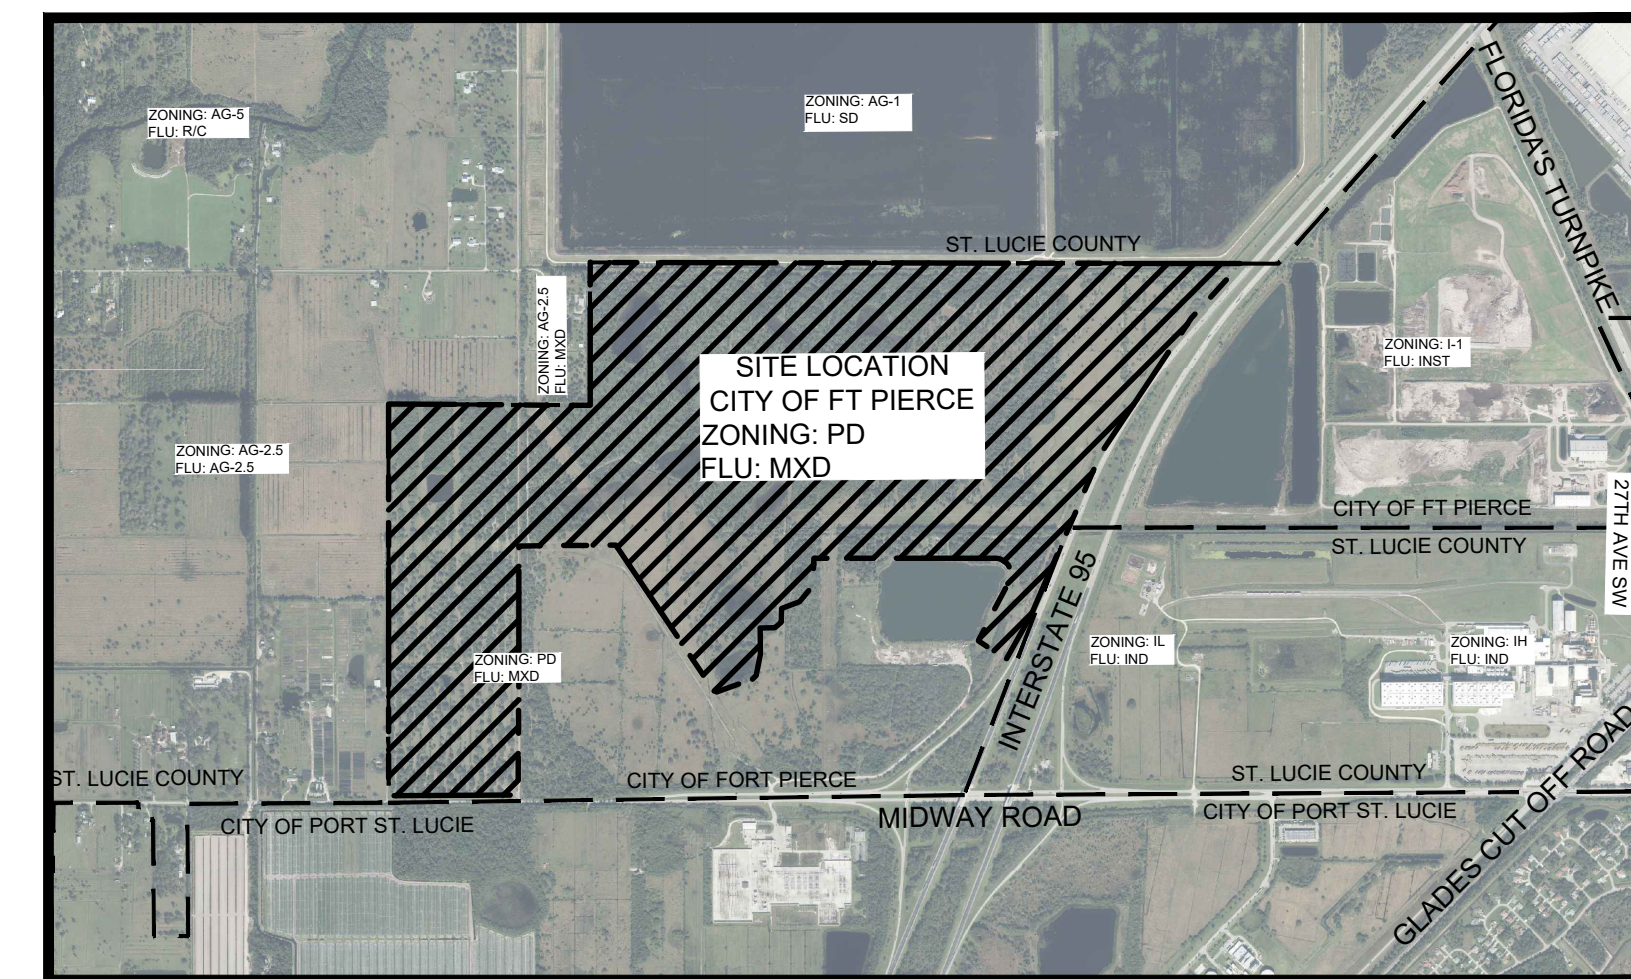 FLORIDA'S TURNPIKE
ZONING: AG-5
FLU: R/C
ZONING: AG-1
FLU: SD
ST. LUCIE COUNTY
ZONING: AG-2.5
FLU: MXD
SITE LOCATION
CITY OF FT PIERCE
ZONING: PD
FLU: MXD
ZONING: I-1
FLU: INST
ZONING: AG-2.5
FLU: AG-2.5
27TH AVE SW
CITY OF FT PIERCE
ST. LUCIE COUNTY
INTERSTATE 95
ZONING: PD
FLU: MXD
ZONING: IL
FLU: IND
ZONING: IH
FLU: IND
GLADES CUT OFF ROAD
ST. LUCIE COUNTY
CITY OF FORT PIERCE
ST. LUCIE COUNTY
CITY OF PORT ST. LUCIE
MIDWAY ROAD
CITY OF PORT ST. LUCIE